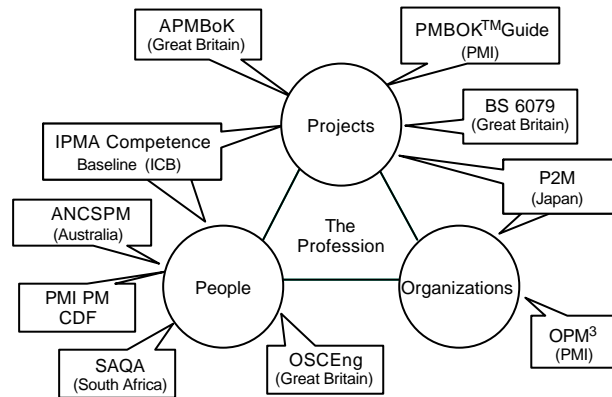 APMBoK
(Great Britain)
PMBOK™Guide
(PMI)
BS 6079
(Great Britain)
Projects
IPMA Competence
Baseline (ICB)
P2M
(Japan)
ANCSPM
(Australia)
The
Profession
People
Organizations
PMI PM
CDF
SAQA
(South Africa)
OSCEng
(Great Britain)
OPM³
(PMI)